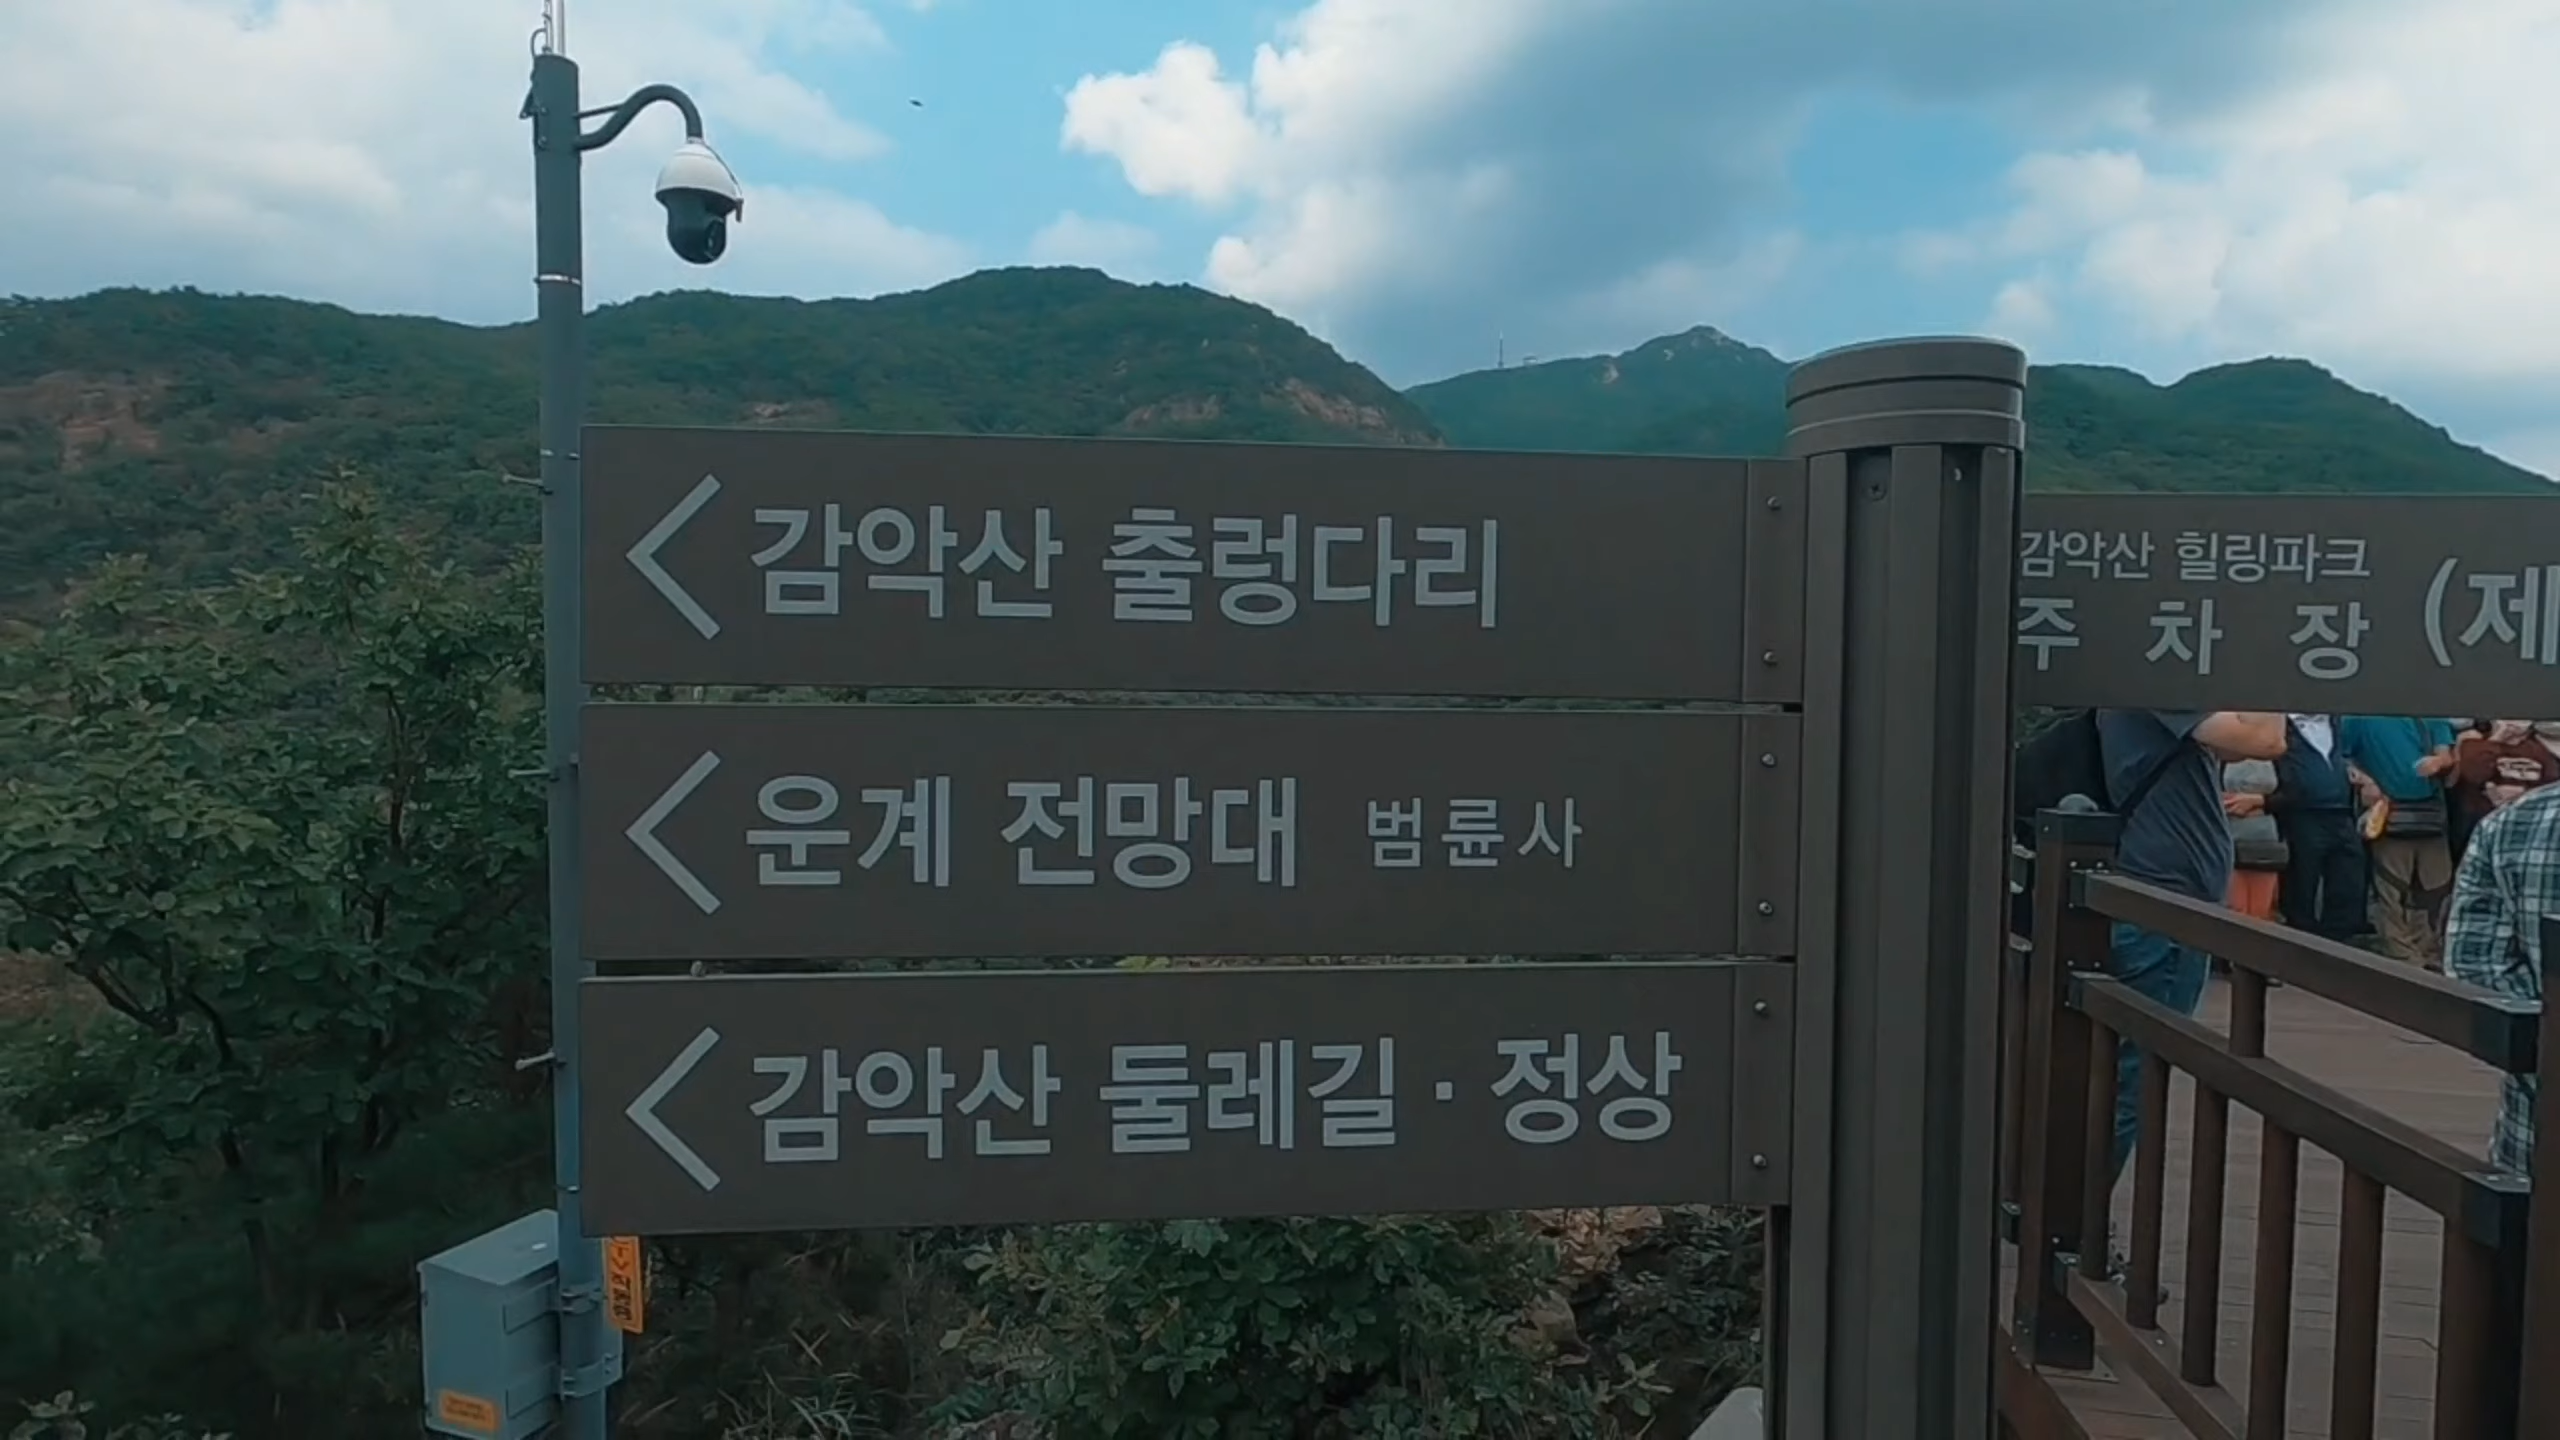 감악산 출렁다리
운계 전망대 범륜사
감악산 둘레길 · 정상
감악산 힐링파크
주 차 장 (제